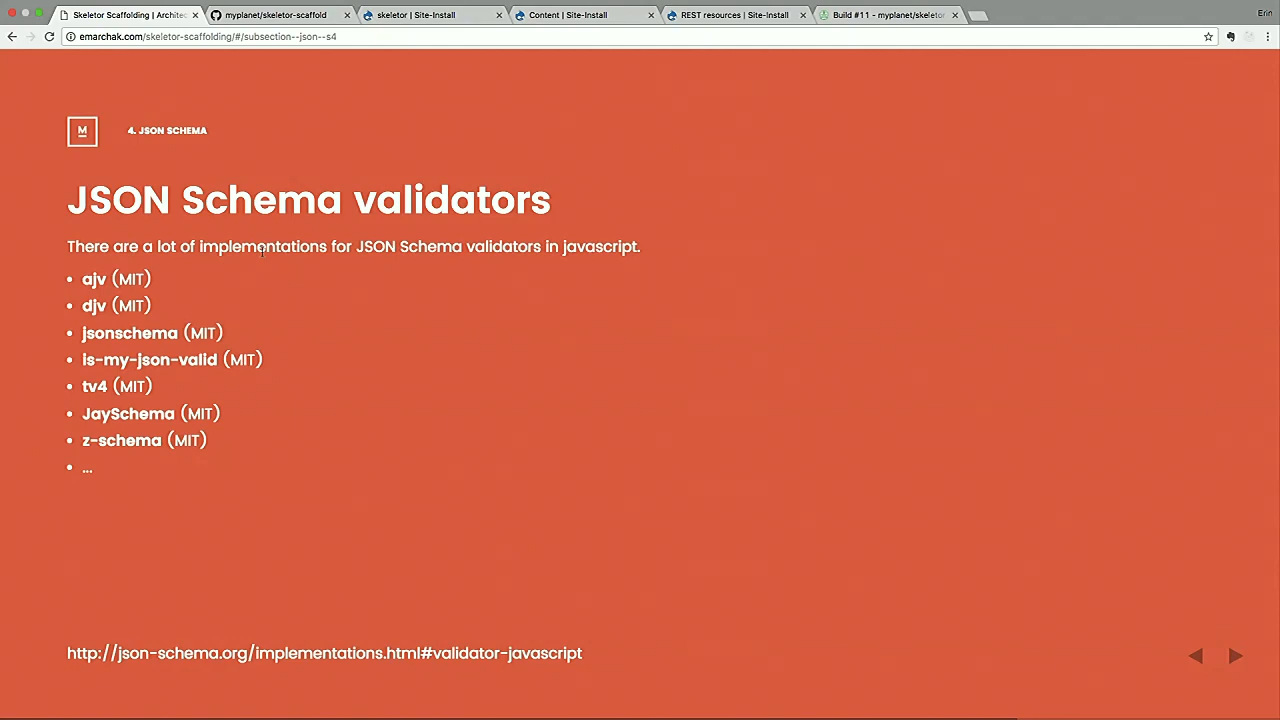 Skeletor Scaffolding | Archite
myplanet/skeletor-scaffold
skeletor | Site-Install
Content | Site-Install
REST resources | Site-Install
Build #11 - myplanet/skeletor
Erin
emarchak.com/skeletor-scaffolding/#/subsection--json--s4
M
4. JSON SCHEMA
JSON Schema validators
There are a lot of implementations for JSON Schema validators in javascript.
• ajv (MIT)
• djv (MIT)
• jsonschema (MIT)
• is-my-json-valid (MIT)
• tv4 (MIT)
• JaySchema (MIT)
• z-schema (MIT)
• ...
http://json-schema.org/implementations.html#validator-javascript